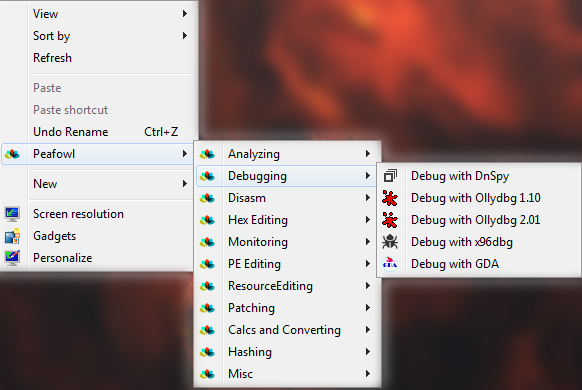 View
Sort by
Refresh
Paste
Paste shortcut
Undo Rename Ctrl+Z
Peafowl
New
Screen resolution
Gadgets
Personalize
Analyzing
Debugging
Disasm
Hex Editing
Monitoring
PE Editing
ResourceEditing
Patching
Calcs and Converting
Hashing
Misc
Debug with DnSpy
Debug with Ollydbg 1.10
Debug with Ollydbg 2.01
Debug with x96dbg
GDA Debug with GDA